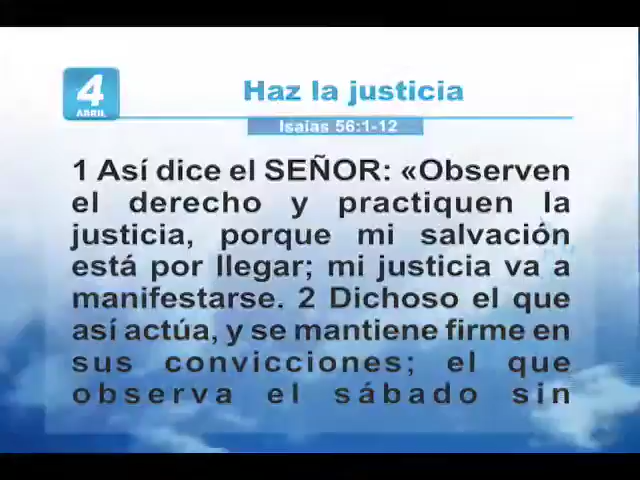 4
ABRIL
Haz la justicia
Isaías 56:1-12
1 Así dice el SEÑOR: «Observen
el derecho y practiquen la
justicia, porque mi salvación
está por llegar; mi justicia va a
manifestarse. 2 Dichoso el que
así actúa, y se mantiene firme en
sus convicciones; el que
observa el sábado sin